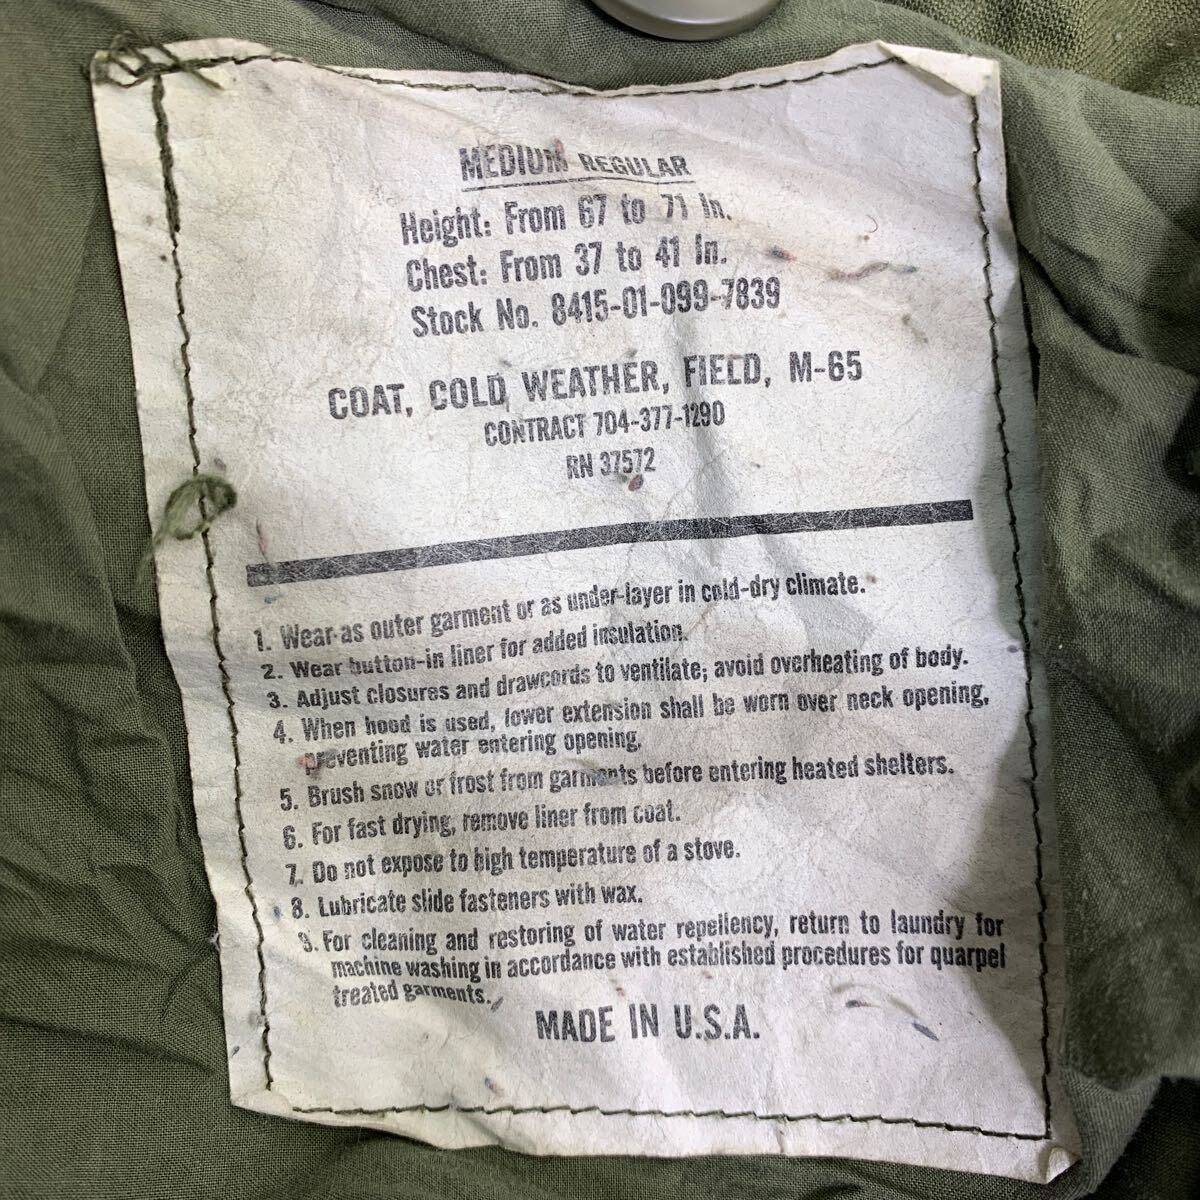 MEDIUM REGULAR
Height: From 67 to 71 In.
Chest: From 37 to 41 In.
Stock No. 8415-01-099-7839
COAT, COLD WEATHER, FIELD, M-65
CONTRACT 704-377-1290
RN 37572
1. Wear as outer garment or as under-layer in cold-dry climate.
2. Wear button-in liner for added insulation.
3. Adjust closures and drawcords to ventilate; avoid overheating of body.
4. When hood is used, lower extension shall be worn over neck opening,
preventing water entering opening.
5. Brush snow or frost from garments before entering heated shelters.
6. For fast drying, remove liner from coat.
7. Do not expose to high temperature of a stove.
8. Lubricate slide fasteners with wax.
9. For cleaning and restoring of water repellency, return to laundry for
machine washing in accordance with established procedures for quarpel
treated garments.
MADE IN U.S.A.